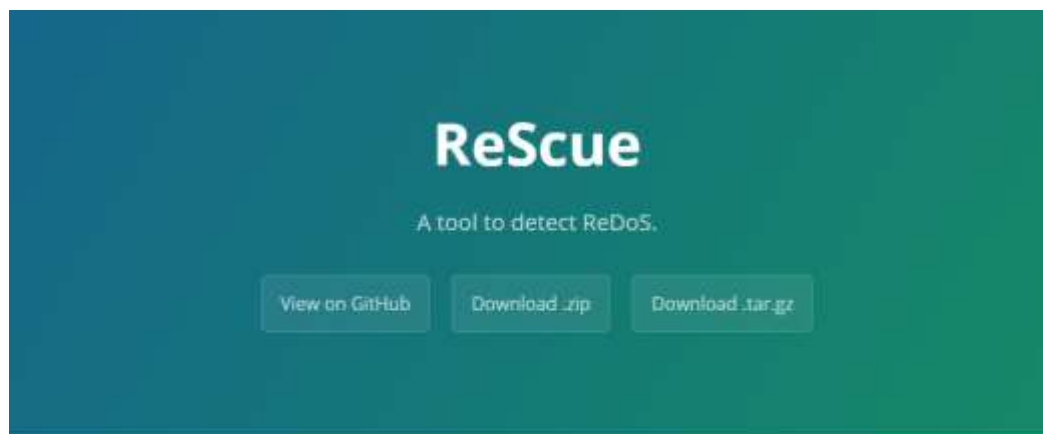 ReScue
A tool to detect ReDoS.
View on GitHub
Download .zip
Download .tar.gz